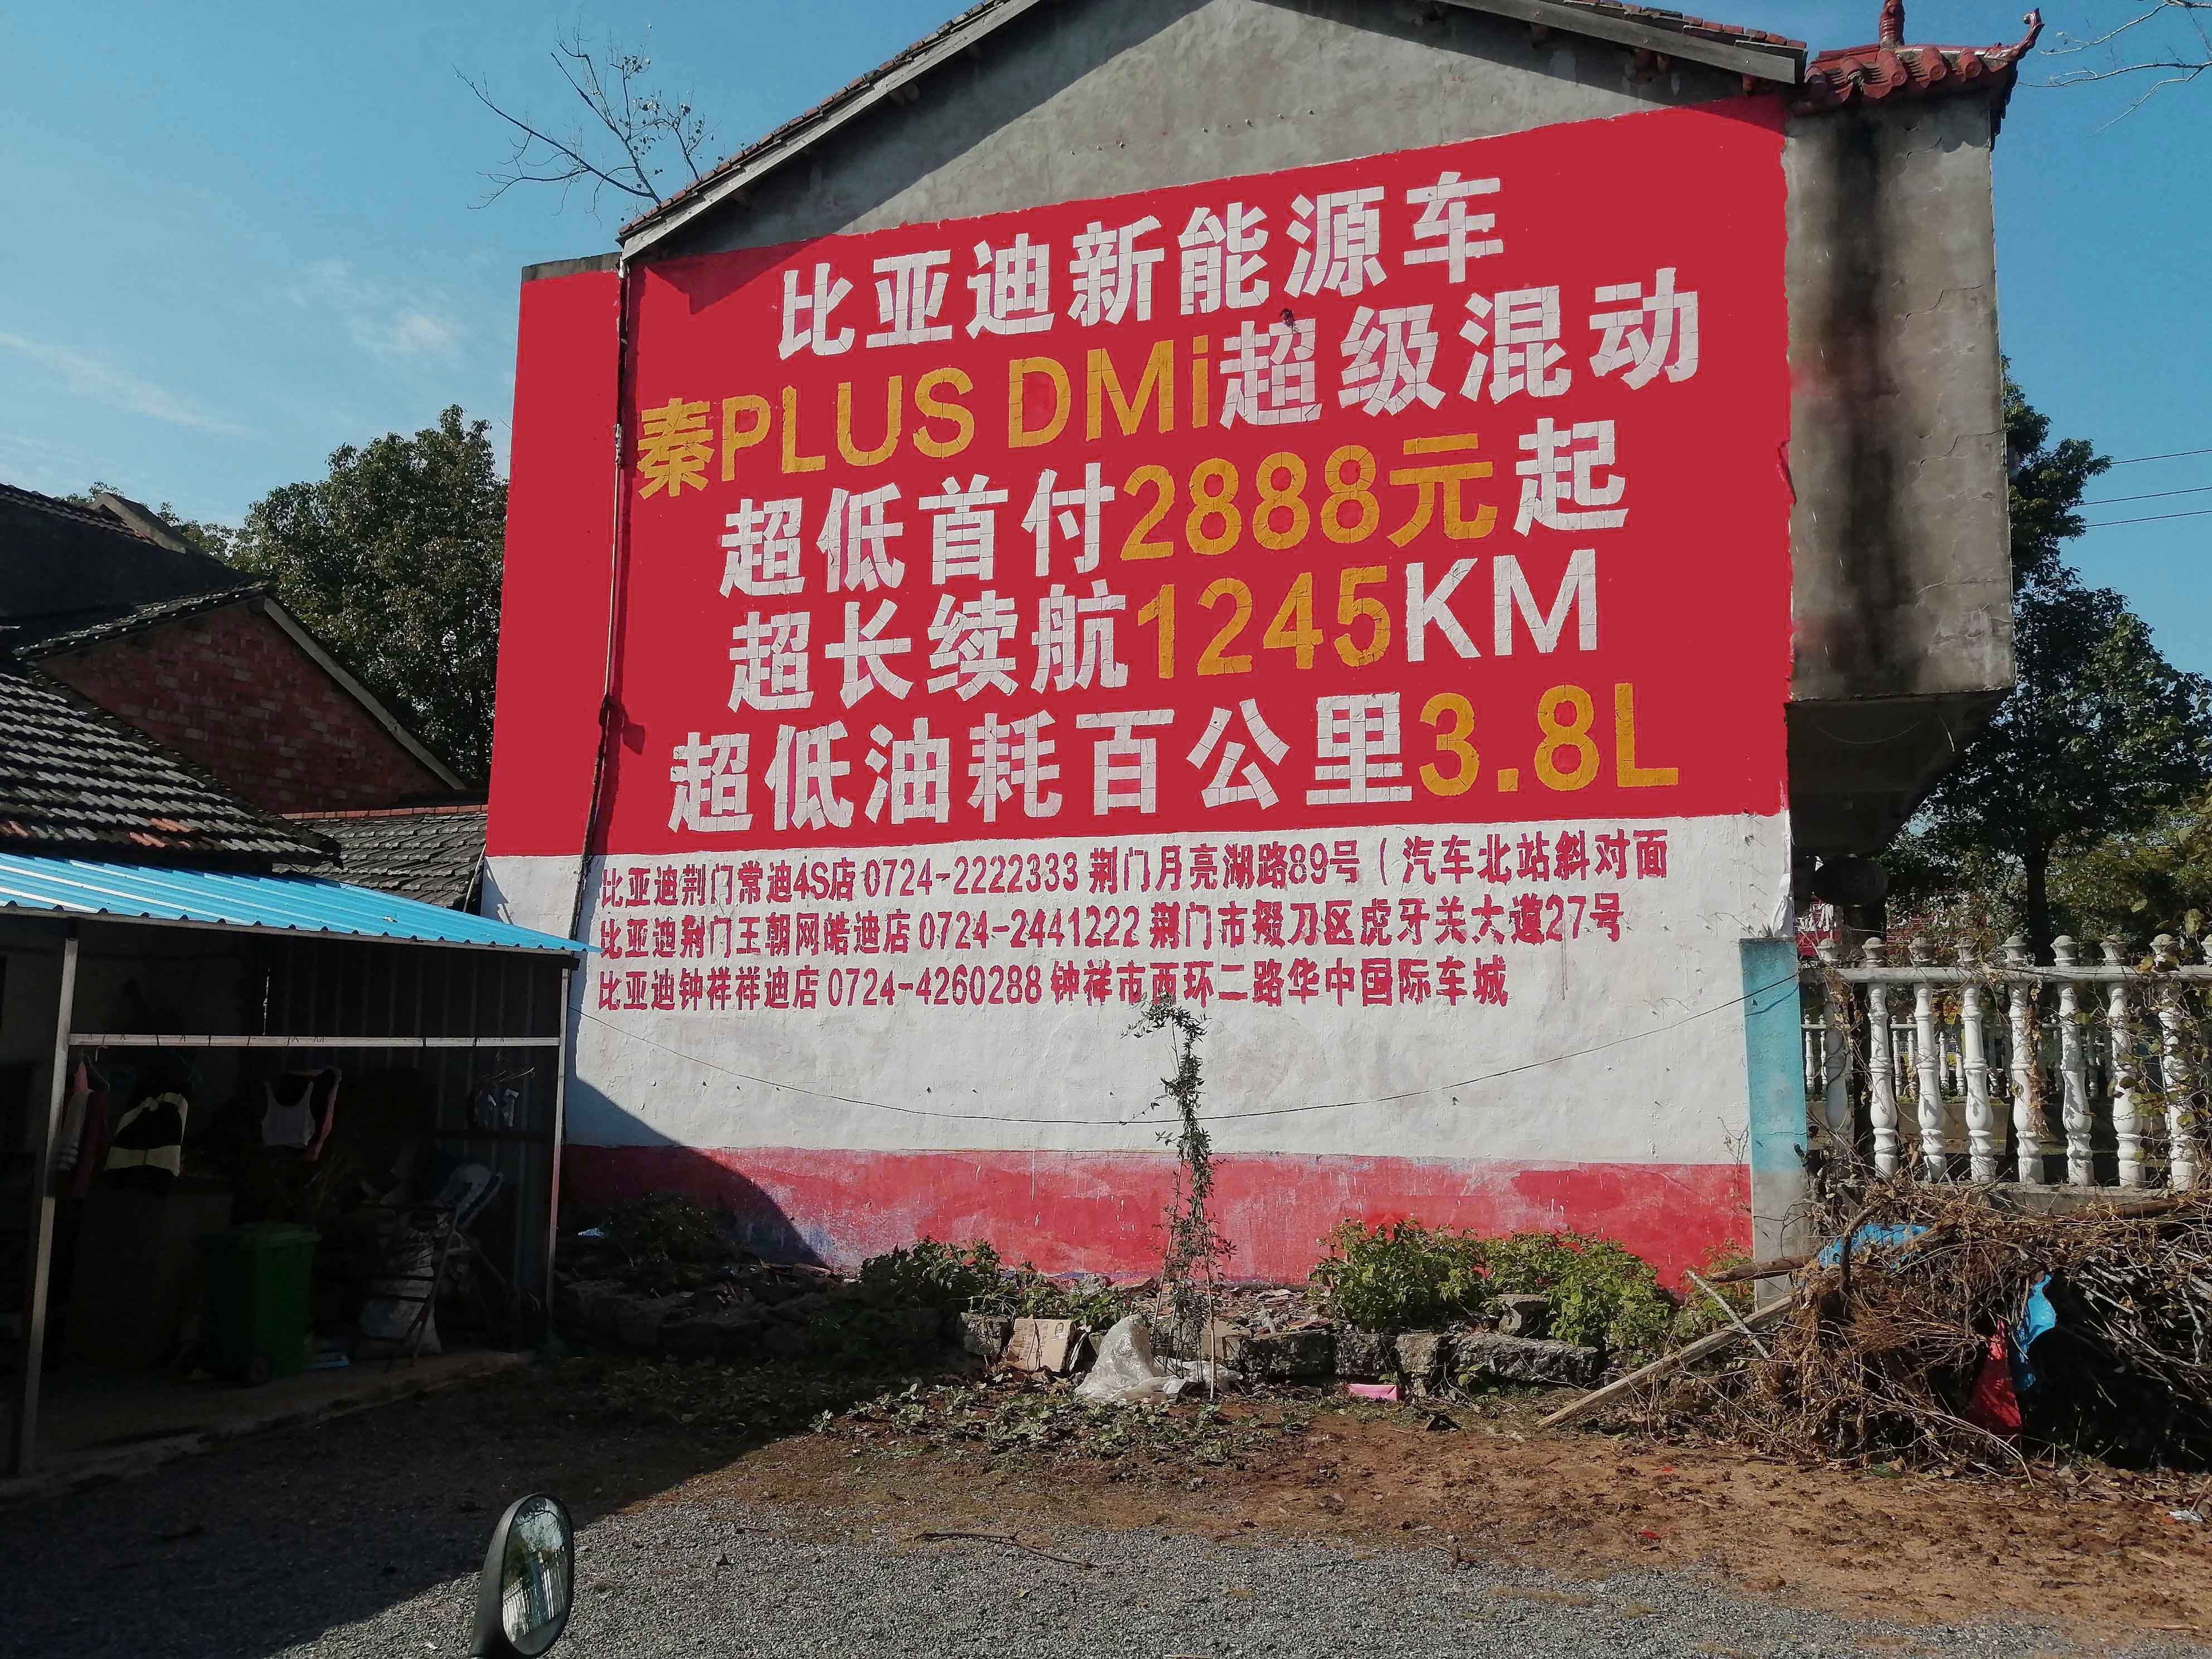 比亚迪新能源车
秦PLUS DMi超级混动
超低首付2888元起
超长续航1245KM
超低油耗百公里3.8L
比亚迪荆门常迪4S店 0724-2222333 荆门月亮湖路89号（汽车北站斜对面
比亚迪荆门王朝网皓迪店 0724-2441222 荆门市掇刀区虎牙关大道27号
比亚迪钟祥祥迪店 0724-4260288 钟祥市西环二路华中国际车城